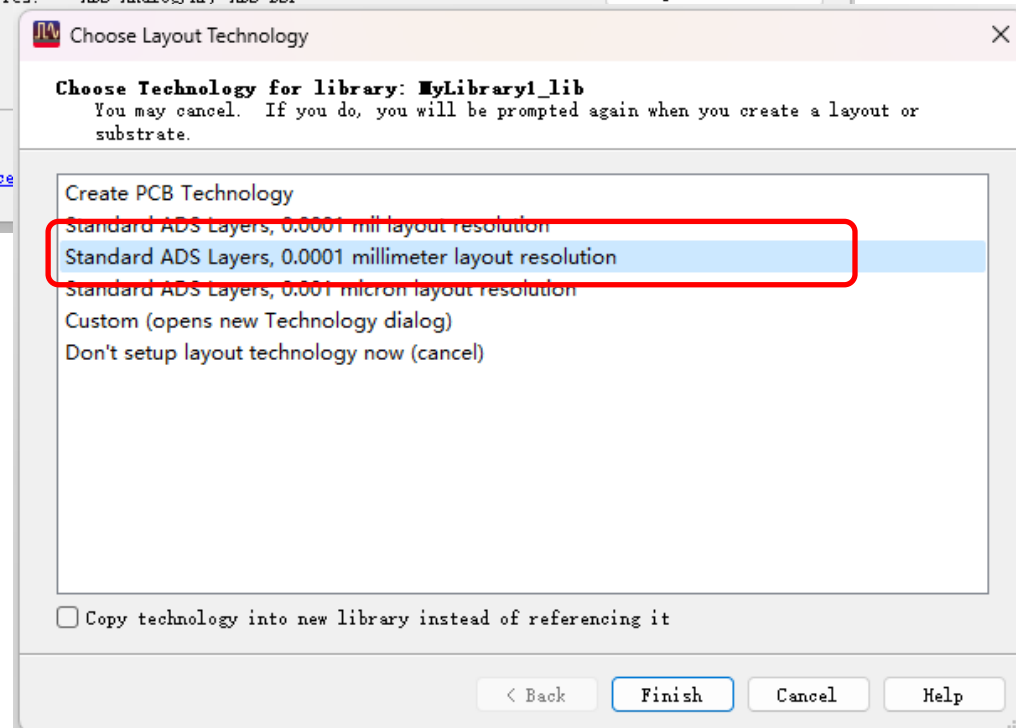 Choose Layout Technology
Choose Technology for library: MyLibrary1_lib
You may cancel. If you do, you will be prompted again when you create a layout or
substrate.
Create PCB Technology
Standard ADS Layers, 0.0001 mil layout resolution
Standard ADS Layers, 0.0001 millimeter layout resolution
Standard ADS Layers, 0.001 micron layout resolution
Custom (opens new Technology dialog)
Don't setup layout technology now (cancel)
Copy technology into new library instead of referencing it
< Back
Finish
Cancel
Help